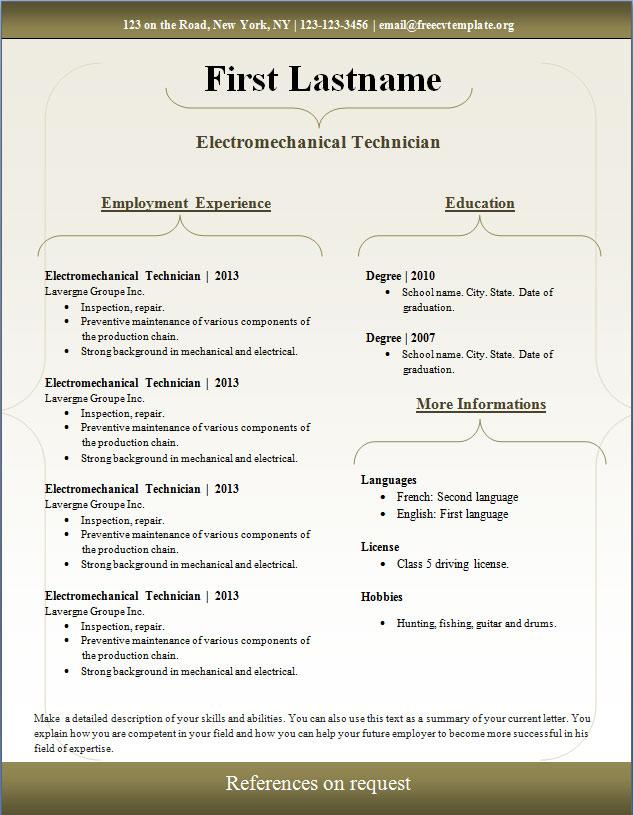 123 on the Road, New York, NY | 123-123-3456 | email@freecvtemplate.org
First Lastname
Electromechanical Technician
Employment Experience
Electromechanical Technician | 2013
Lavergne Groupe Inc.
• Inspection, repair.
• Preventive maintenance of various components of
the production chain.
• Strong background in mechanical and electrical.
Electromechanical Technician | 2013
Lavergne Groupe Inc.
• Inspection, repair.
• Preventive maintenance of various components of
the production chain.
• Strong background in mechanical and electrical.
Electromechanical Technician | 2013
Lavergne Groupe Inc.
• Inspection, repair.
• Preventive maintenance of various components of
the production chain.
• Strong background in mechanical and electrical.
Electromechanical Technician | 2013
Lavergne Groupe Inc.
• Inspection, repair.
• Preventive maintenance of various components of
the production chain.
• Strong background in mechanical and electrical.
Education
Degree | 2010
• School name. City. State. Date of
graduation.
Degree | 2007
• School name. City. State. Date of
graduation.
More Informations
Languages
• French: Second language
• English: First language
License
• Class 5 driving license.
Hobbies
• Hunting, fishing, guitar and drums.
Make a detailed description of your skills and abilities. You can also use this text as a summary of your current letter. You
explain how you are competent in your field and how you can help your future employer to become more successful in his
field of expertise.
References on request